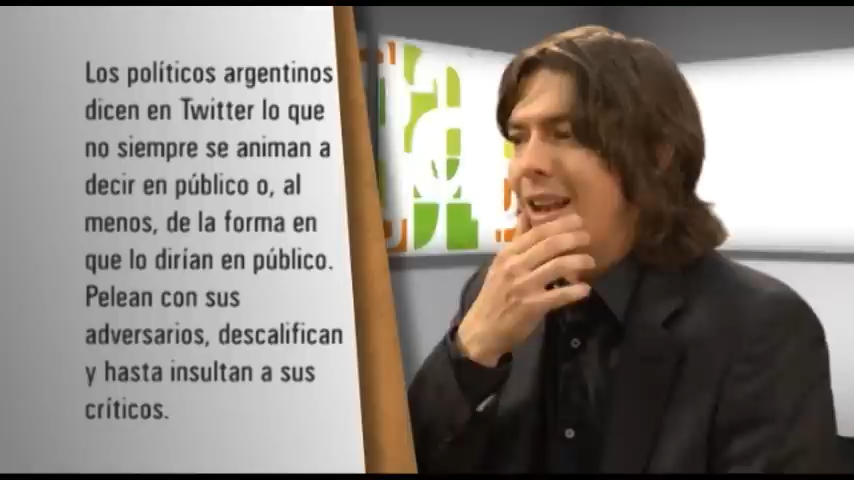 Los políticos argentinos
dicen en Twitter lo que
no siempre se animan a
decir en público o, al
menos, de la forma en
que lo dirían en público.
Pelean con sus
adversarios, descalifican
y hasta insultan a sus
críticos.